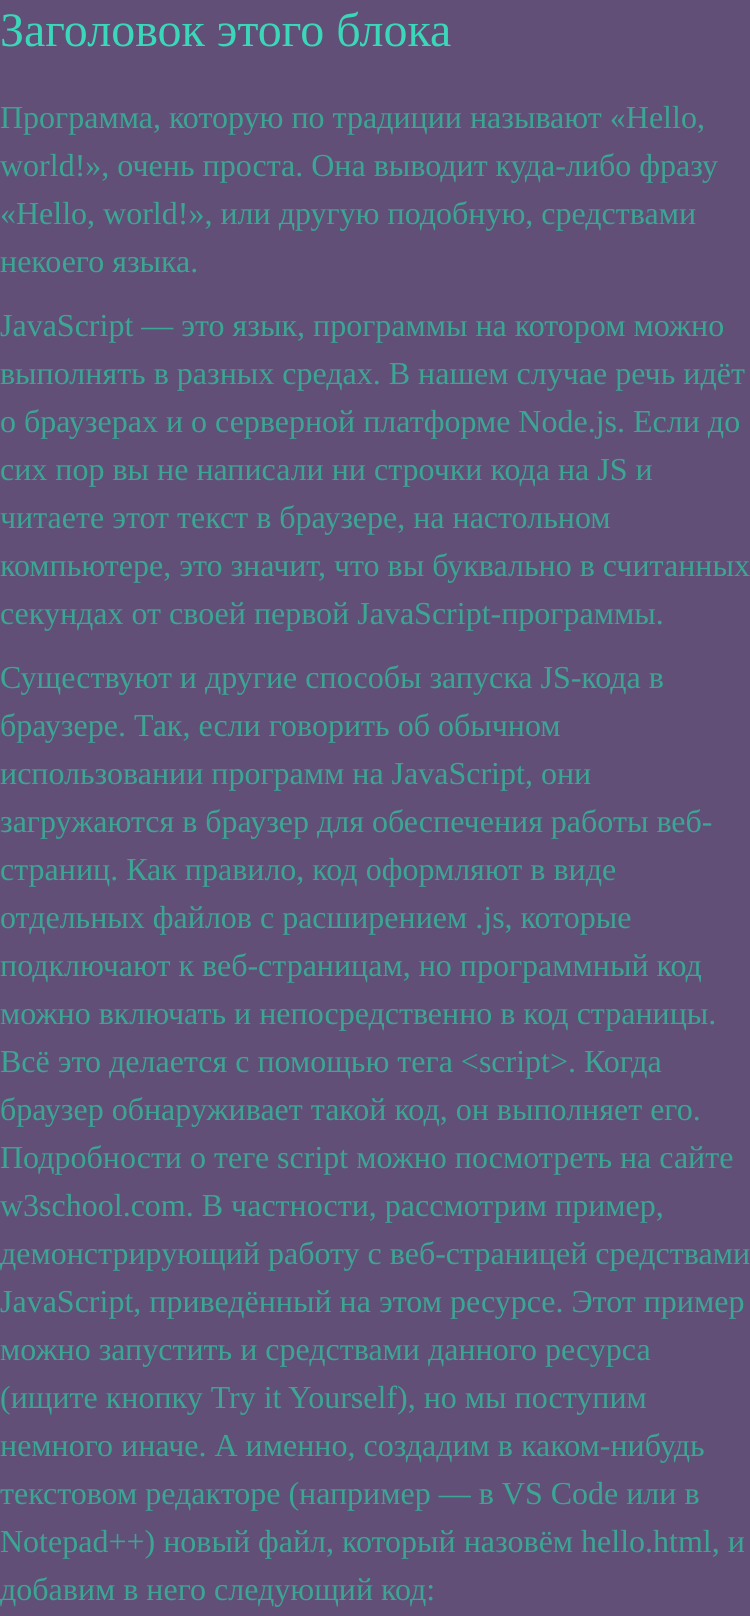 Заголовок этого блока
Программа, которую по традиции называют «Hello,
world!», очень проста. Она выводит куда-либо фразу
«Hello, world!», или другую подобную, средствами
некоего языка.
JavaScript — это язык, программы на котором можно
выполнять в разных средах. В нашем случае речь идёт
о браузерах и о серверной платформе Node.js. Если до
сих пор вы не написали ни строчки кода на JS и
читаете этот текст в браузере, на настольном
компьютере, это значит, что вы буквально в считанных
секундах от своей первой JavaScript-программы.
Существуют и другие способы запуска JS-кода в
браузере. Так, если говорить об обычном
использовании программ на JavaScript, они
загружаются в браузер для обеспечения работы веб-
страниц. Как правило, код оформляют в виде
отдельных файлов с расширением .js, которые
подключают к веб-страницам, но программный код
можно включать и непосредственно в код страницы.
Всё это делается с помощью тега <script>. Когда
браузер обнаруживает такой код, он выполняет его.
Подробности о теге script можно посмотреть на сайте
w3school.com. В частности, рассмотрим пример,
демонстрирующий работу с веб-страницей средствами
JavaScript, приведённый на этом ресурсе. Этот пример
можно запустить и средствами данного ресурса
(ищите кнопку Try it Yourself), но мы поступим
немного иначе. А именно, создадим в каком-нибудь
текстовом редакторе (например — в VS Code или в
Notepad++) новый файл, который назовём hello.html, и
добавим в него следующий код: